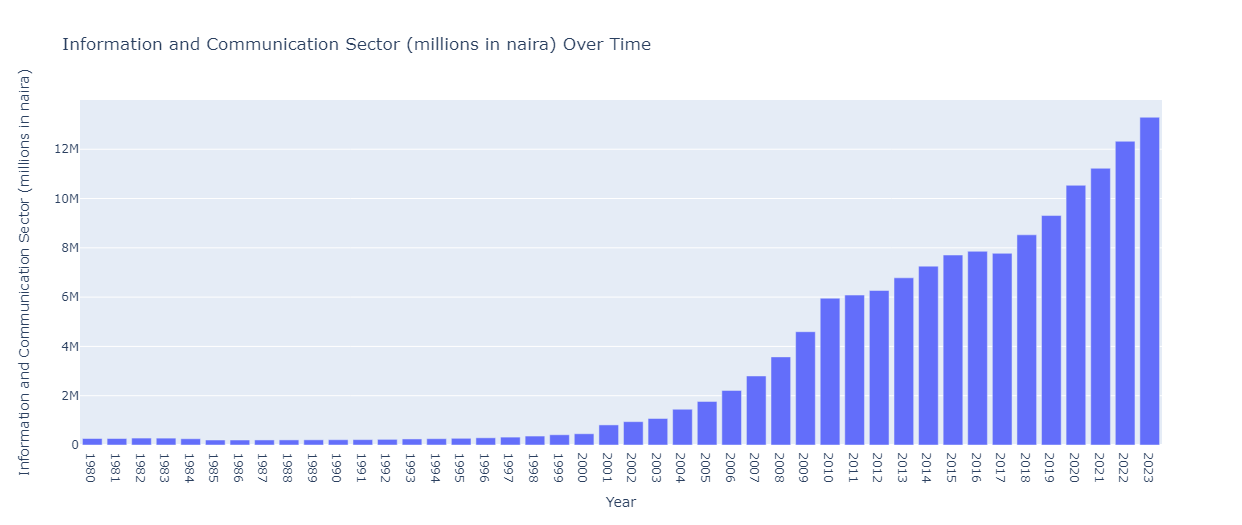 Information and Communication Sector (millions in naira) Over Time
Information and Communication Sector (millions in naira)
12M
10M
8M
6M
4M
2M
0
1980 1981 1982 1983 1984 1985 1986 1987 1988 1989 1990 1991 1992 1993 1994 1995 1996 1997 1998 1999 2000 2001 2002 2003 2004 2005 2006 2007 2008 2009 2010 2011 2012 2013 2014 2015 2016 2017 2018 2019 2020 2021 2022 2023
Year